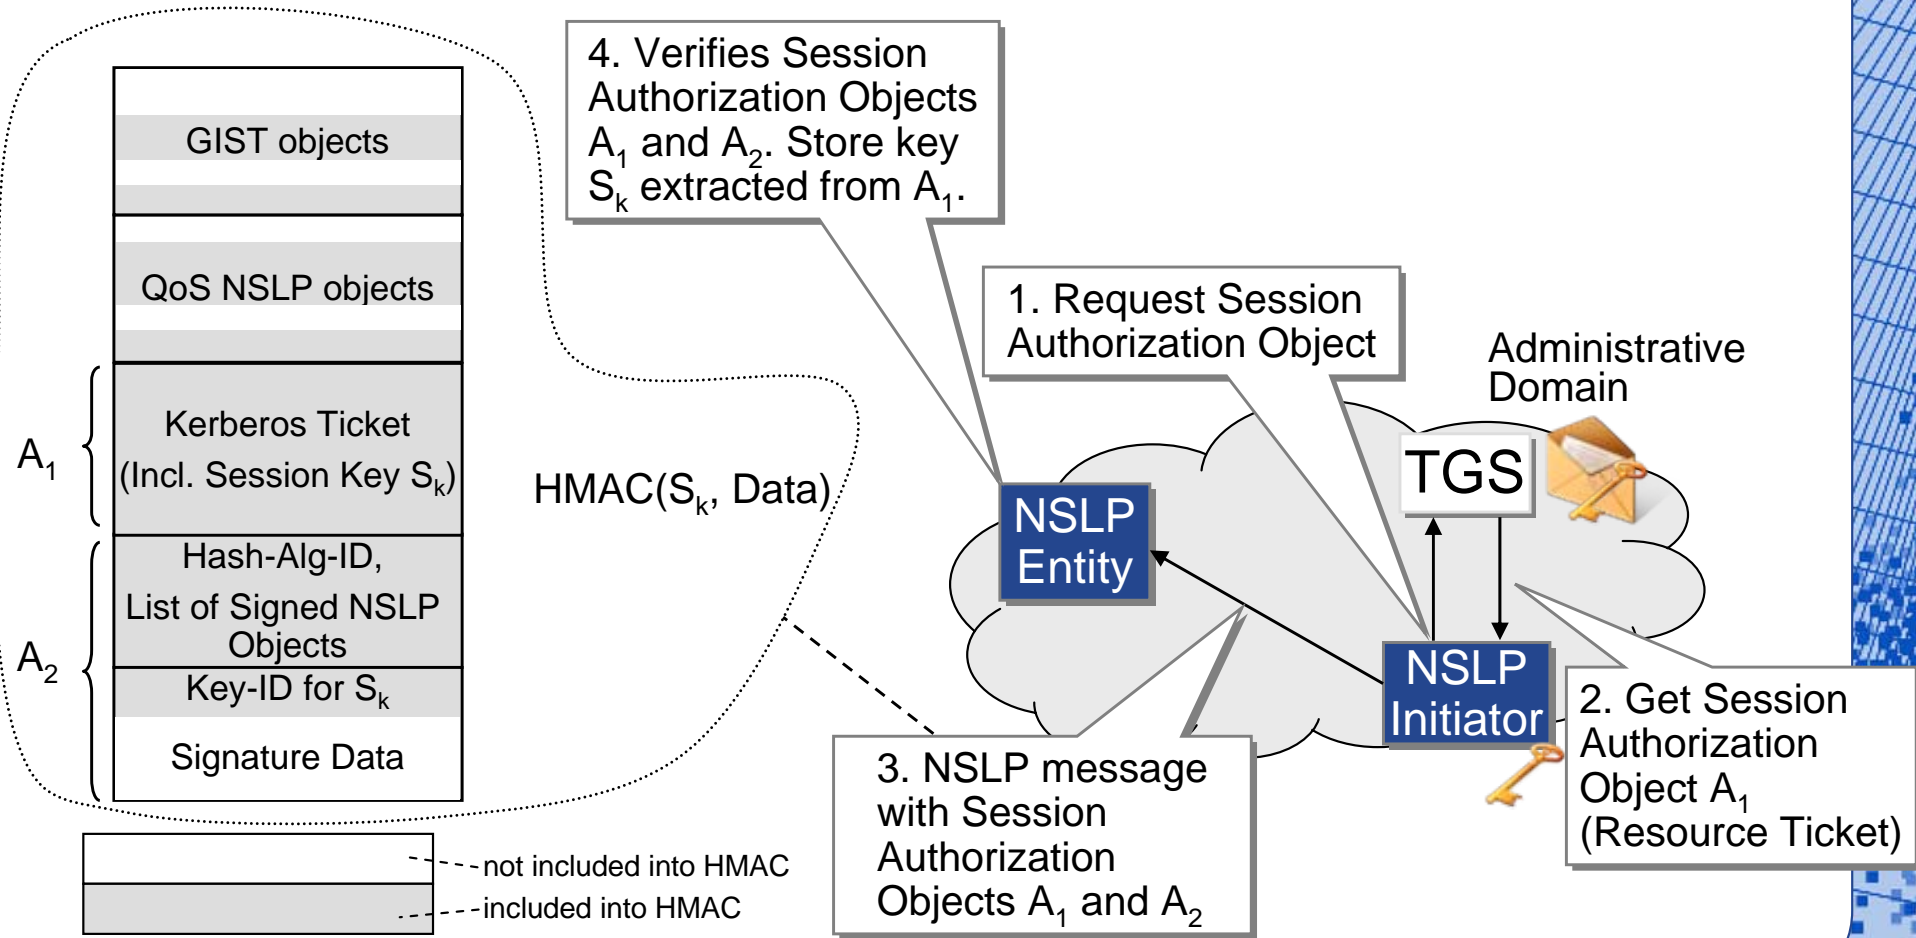 GIST objects
QoS NSLP objects
A1
Kerberos Ticket
(Incl. Session Key Sk)
A2
Hash-Alg-ID,
List of Signed NSLP
Objects
Key-ID for Sk
Signature Data
not included into HMAC
included into HMAC
HMAC(Sk, Data)
4. Verifies Session
Authorization Objects
A1 and A2. Store key
Sk extracted from A1.
1. Request Session
Authorization Object
Administrative
Domain
TGS
NSLP
Entity
NSLP
Initiator
2. Get Session
Authorization
Object A1
(Resource Ticket)
3. NSLP message
with Session
Authorization
Objects A1 and A2